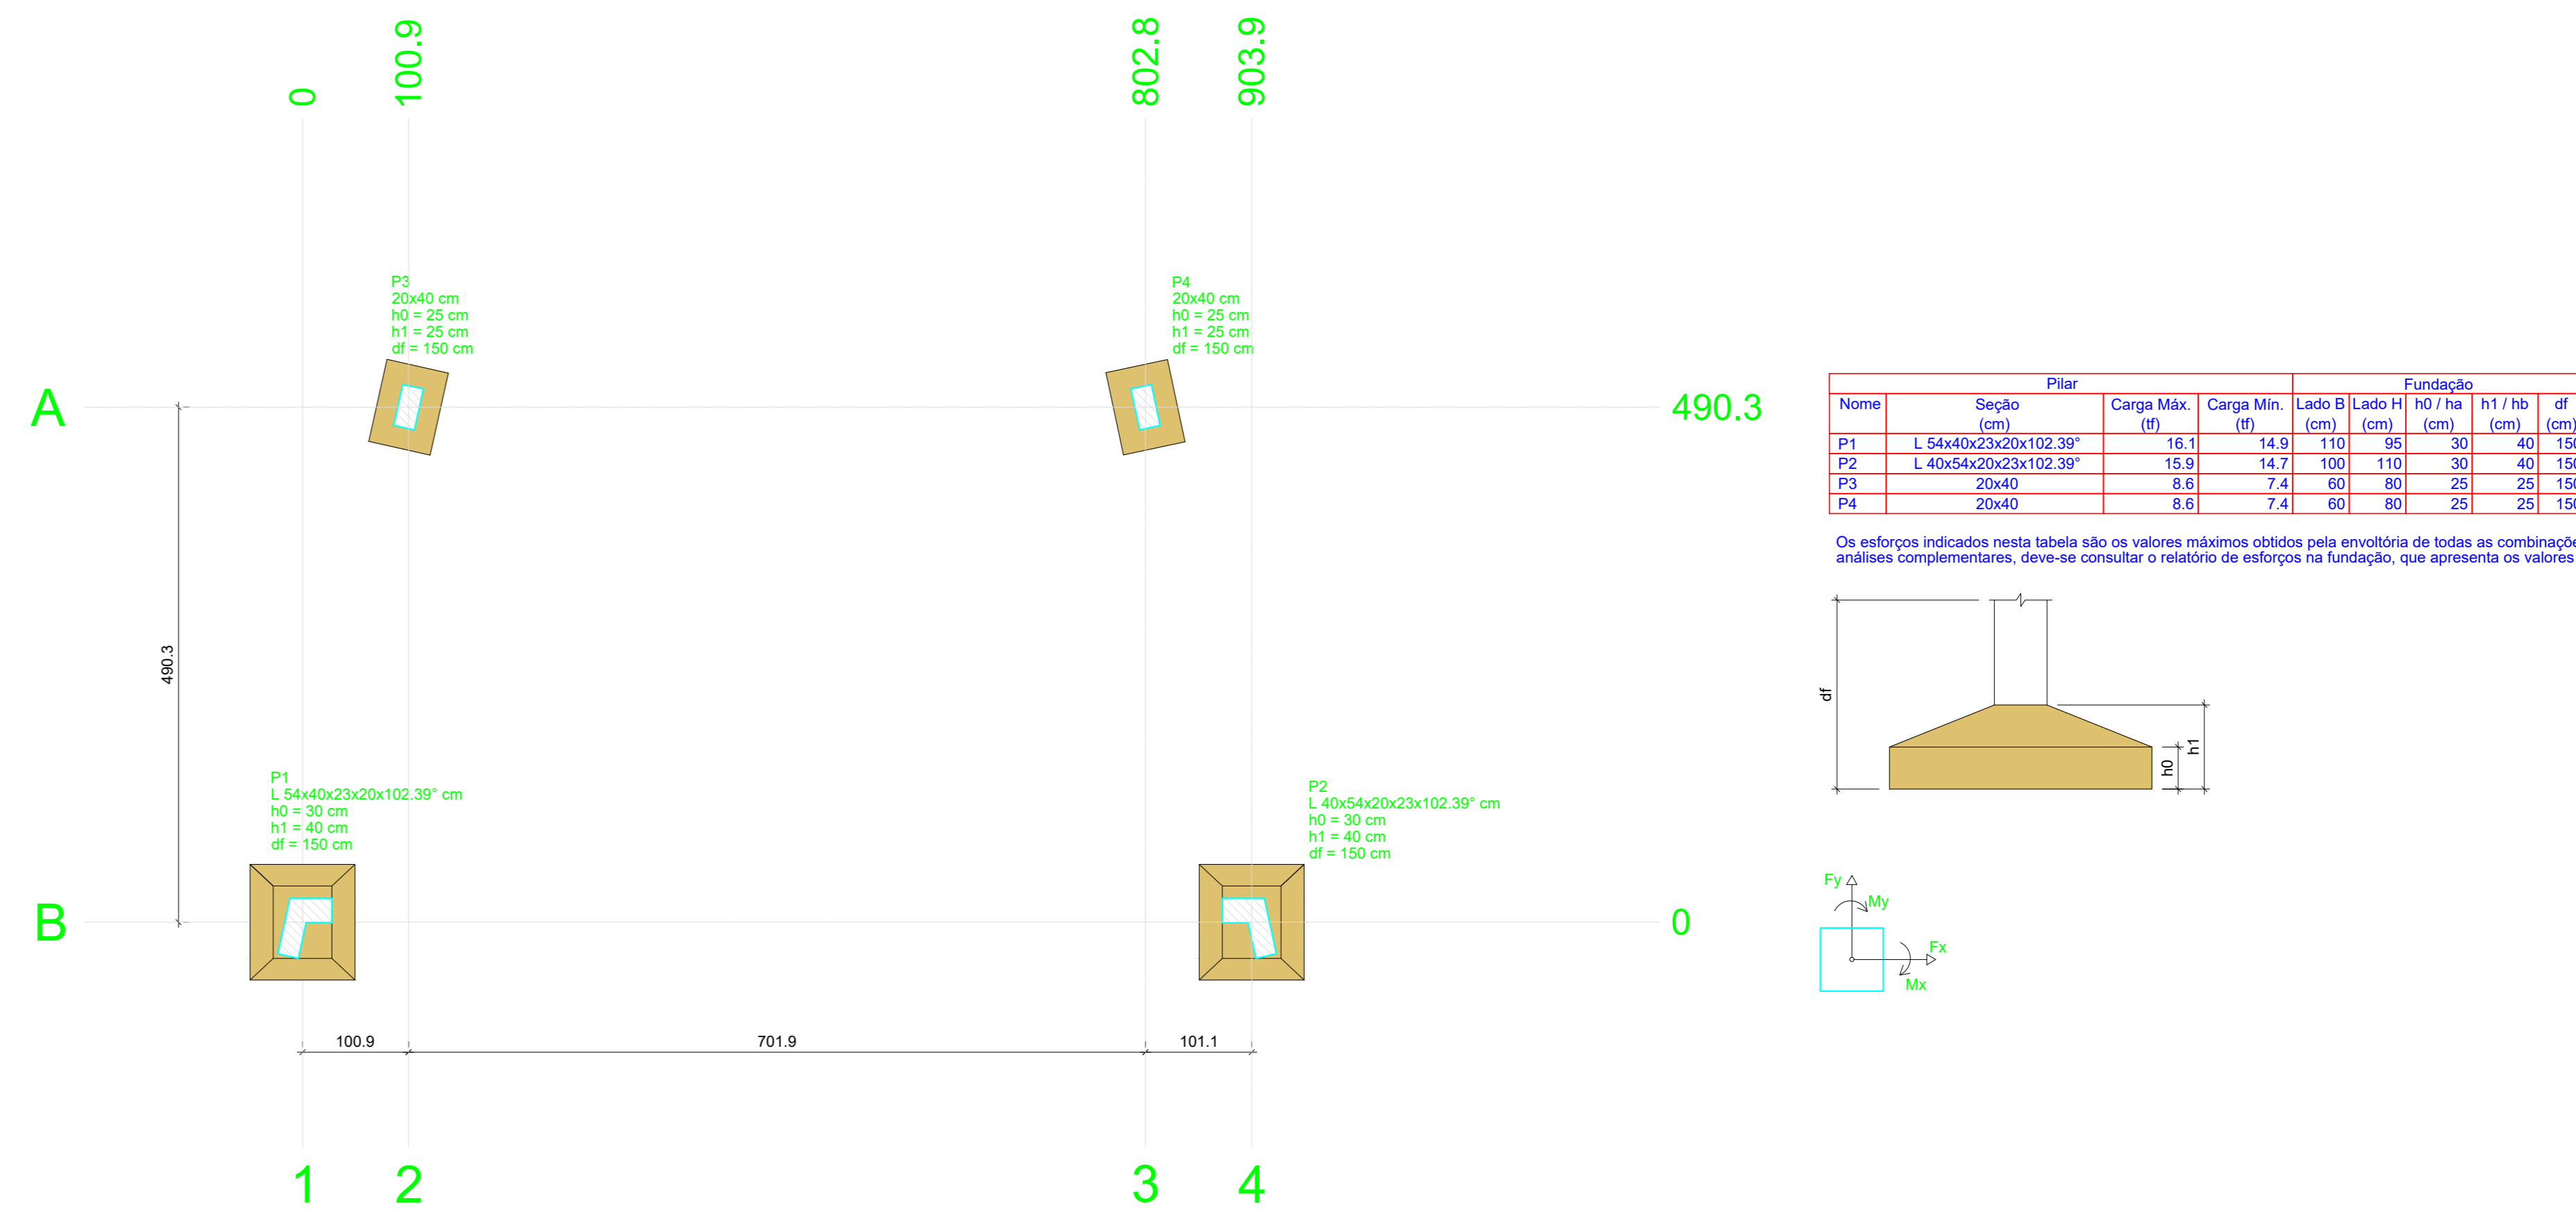 0
100.9
802.8
903.9
P3
20x40 cm
h0 = 25 cm
h1 = 25 cm
df = 150 cm
P4
20x40 cm
h0 = 25 cm
h1 = 25 cm
df = 150 cm
A
490.3
490.3
P1
L 54x40x23x20x102.39° cm
h0 = 30 cm
h1 = 40 cm
df = 150 cm
P2
L 40x54x20x23x102.39° cm
h0 = 30 cm
h1 = 40 cm
df = 150 cm
B
0
100.9
701.9
101.1
1
2
3
4
Pilar Fundação
Nome Seção Carga Máx. Carga Mín. Lado B Lado H h0 / ha h1 / hb df
(cm) (tf) (tf) (cm) (cm) (cm) (cm) (cm)
P1 L 54x40x23x20x102.39° 16.1 14.9 110 95 30 40 150
P2 L 40x54x20x23x102.39° 15.9 14.7 100 110 30 40 150
P3 20x40 8.6 7.4 60 80 25 25 150
P4 20x40 8.6 7.4 60 80 25 25 150
Os esforços indicados nesta tabela são os valores máximos obtidos pela envoltória de todas as
análises complementares, deve-se consultar o relatório de esforços na fundação, que apresenta os valores
df
h0
h1
Fy
My
Fx
Mx